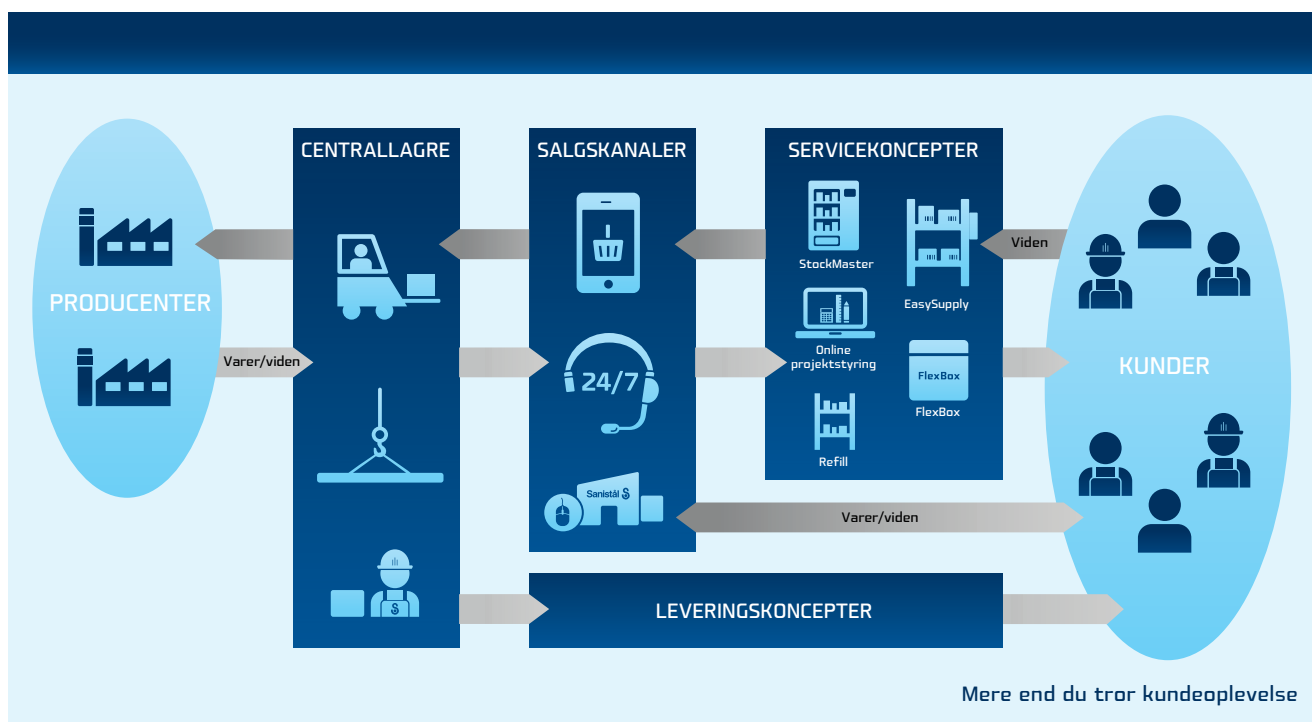 CENTRALLAGRE
SALGSKANALER
SERVICEKONCEPTER
PRODUCENTER
Varer/viden
24/7
Sanistål S
S
StockMaster
EasySupply
Online
projektstyring
FlexBox
FlexBox
Refill
Viden
KUNDER
Varer/viden
LEVERINGSKONCEPTER
Mere end du tror kundeoplevelse